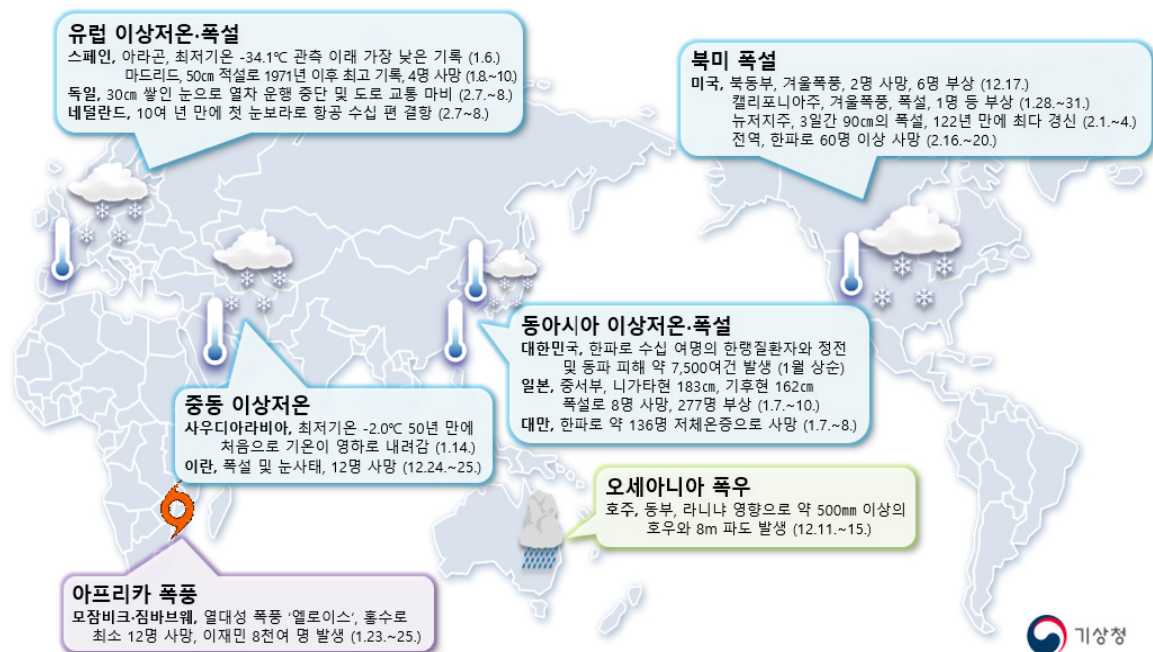 유럽 이상저온·폭설
스페인, 아라곤, 최저기온 -34.1℃ 관측 이래 가장 낮은 기록 (1.6.)
마드리드, 50㎝ 적설로 1971년 이후 최고 기록, 4명 사망 (1.8.~10.)
독일, 30㎝ 쌓인 눈으로 열차 운행 중단 및 도로 교통 마비 (2.7.~8.)
네덜란드, 10여 년 만에 첫 눈보라로 항공 수십 편 결항 (2.7~8.)
북미 폭설
미국, 북동부, 겨울폭풍, 2명 사망, 6명 부상 (12.17.)
캘리포니아주, 겨울폭풍, 폭설, 1명 등 부상 (1.28.~31.)
뉴저지주, 3일간 90㎝의 폭설, 122년 만에 최다 경신 (2.1.~4.)
전역, 한파로 60명 이상 사망 (2.16.~20.)
동아시아 이상저온·폭설
대한민국, 한파로 수십 여명의 한랭질환자와 정전
및 동파 피해 약 7,500여건 발생 (1월 상순)
일본, 중서부, 니가타현 183㎝, 기후현 162㎝
폭설로 8명 사망, 277명 부상 (1.7.~10.)
대만, 한파로 약 136명 저체온증으로 사망 (1.7.~8.)
중동 이상저온
사우디아라비아, 최저기온 -2.0℃ 50년 만에
처음으로 기온이 영하로 내려감 (1.14.)
이란, 폭설 및 눈사태, 12명 사망 (12.24.~25.)
오세아니아 폭우
호주, 동부, 라니냐 영향으로 약 500㎜ 이상의
호우와 8m 파도 발생 (12.11.~15.)
아프리카 폭풍
모잠비크·짐바브웨, 열대성 폭풍 ‘엘로이스’, 홍수로
최소 12명 사망, 이재민 8천여 명 발생 (1.23.~25.)
기상청